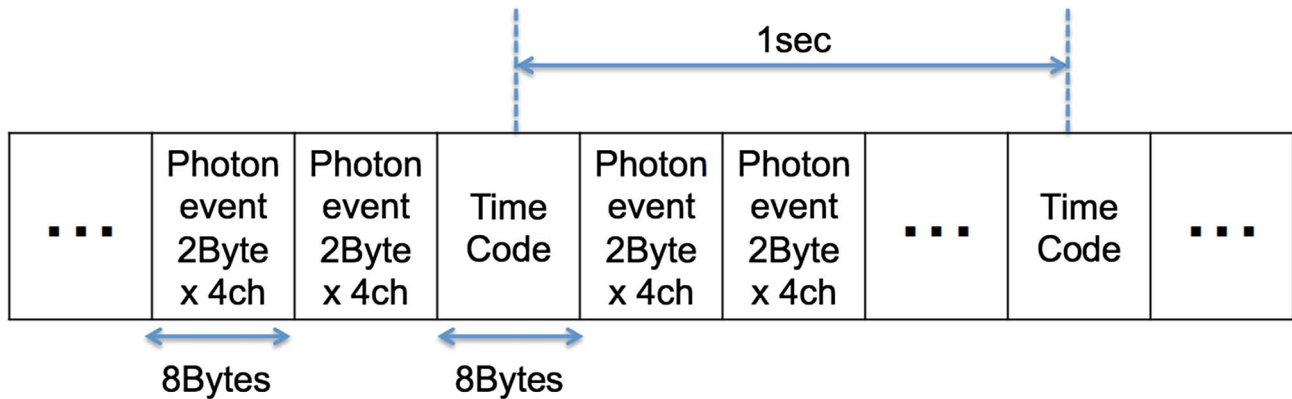 1sec
...
Photon
event
2Byte
x 4ch
Photon
event
2Byte
x 4ch
Time
Code
Photon
event
2Byte
x 4ch
Photon
event
2Byte
x 4ch
...
Time
Code
...
8Bytes
8Bytes